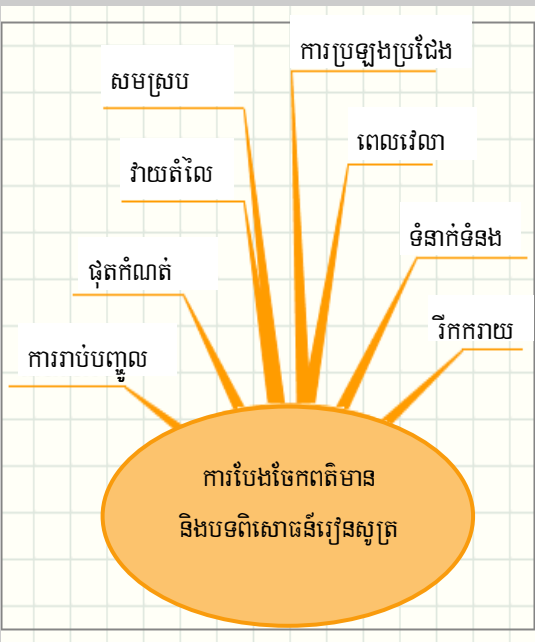 ការប្រឡងប្រជែង
សមស្រប
ពេលវេលា
វាយតំលៃ
ទំនាក់ទំនង
ផុតកំណត់
រីកករាយ
ការរាប់បញ្ចូល
ការបែងចែកពត៌មាន
និងបទពិសោធន៍រៀនសូត្រ